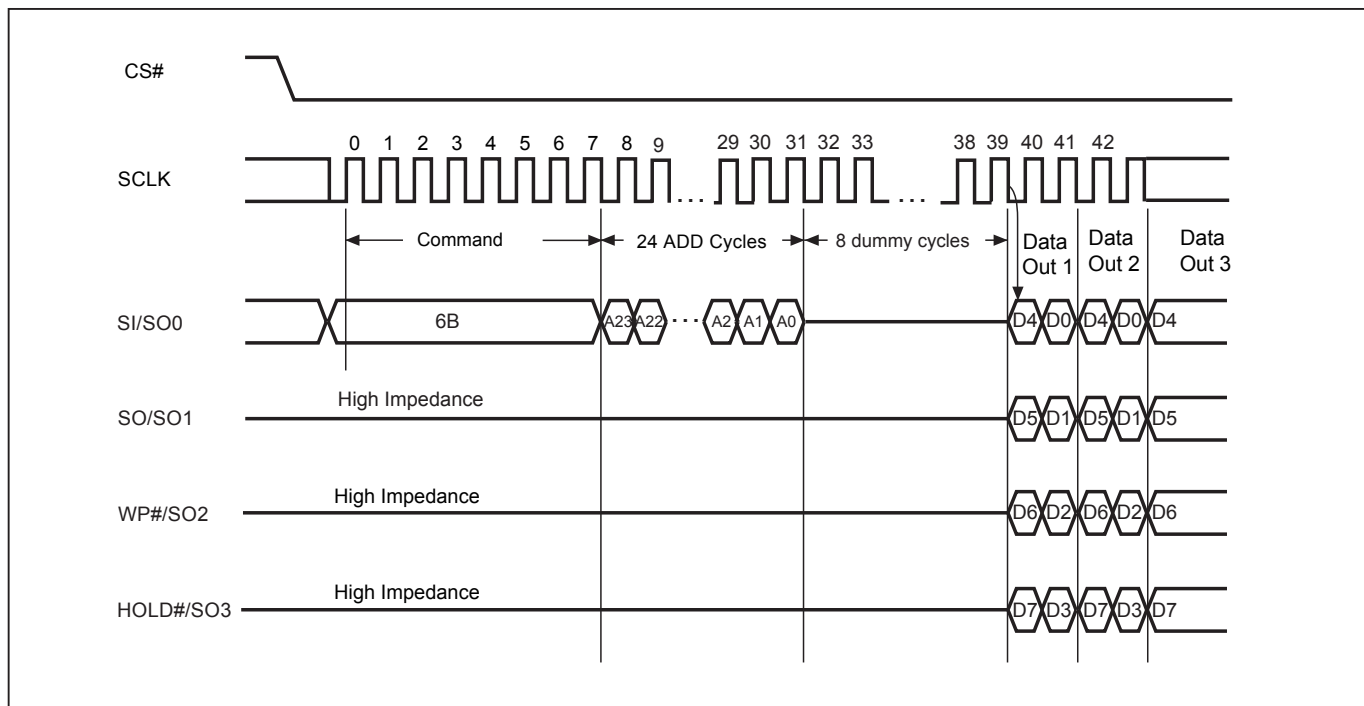 CS#
0 1 2 3 4 5 6 7 8 9 29 30 31 32 33 38 39 40 41 42
SCLK
...
...
Command 24 ADD Cycles 8 dummy cycles
Data Out 1
Data Out 2
Data Out 3
SI/SO0 6B A23 A22 ... A2 A1 A0 D4 D0 D4 D0 D4
High Impedance
SO/SO1 D5 D1 D5 D1 D5
High Impedance
WP#/SO2 D6 D2 D6 D2 D6
High Impedance
HOLD#/SO3 D7 D3 D7 D3 D7